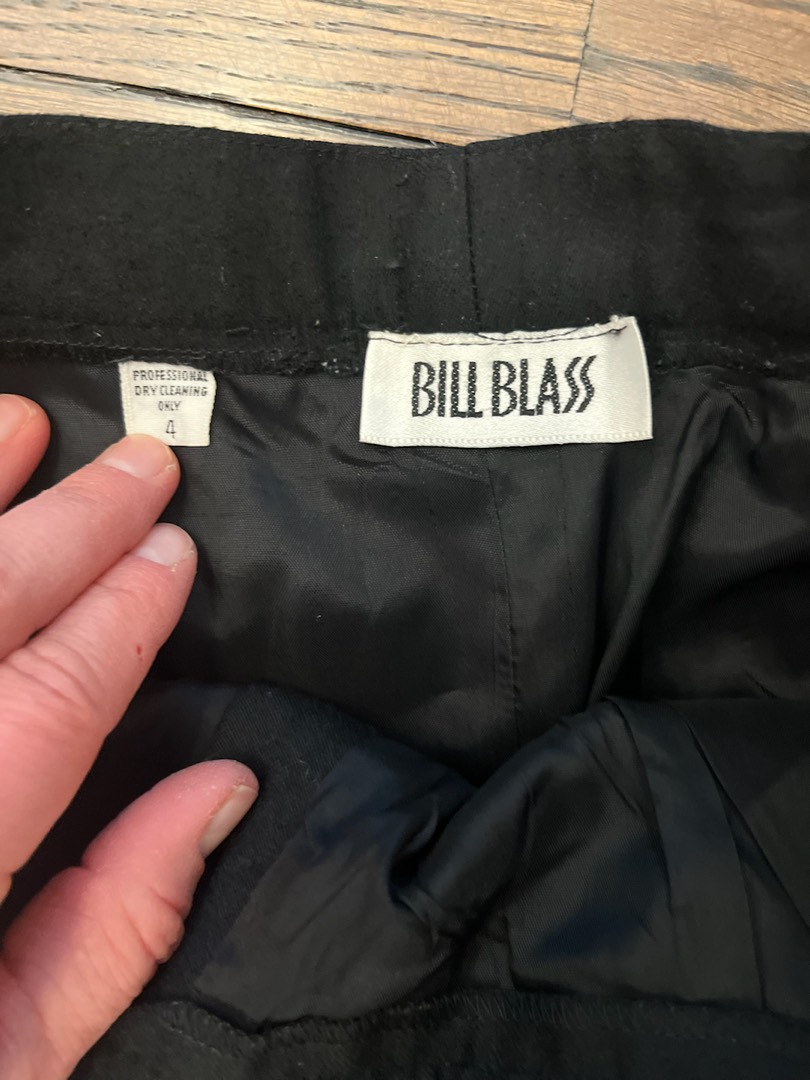 PROFESSIONAL
DRY CLEANING
ONLY
4
BILL BLASS